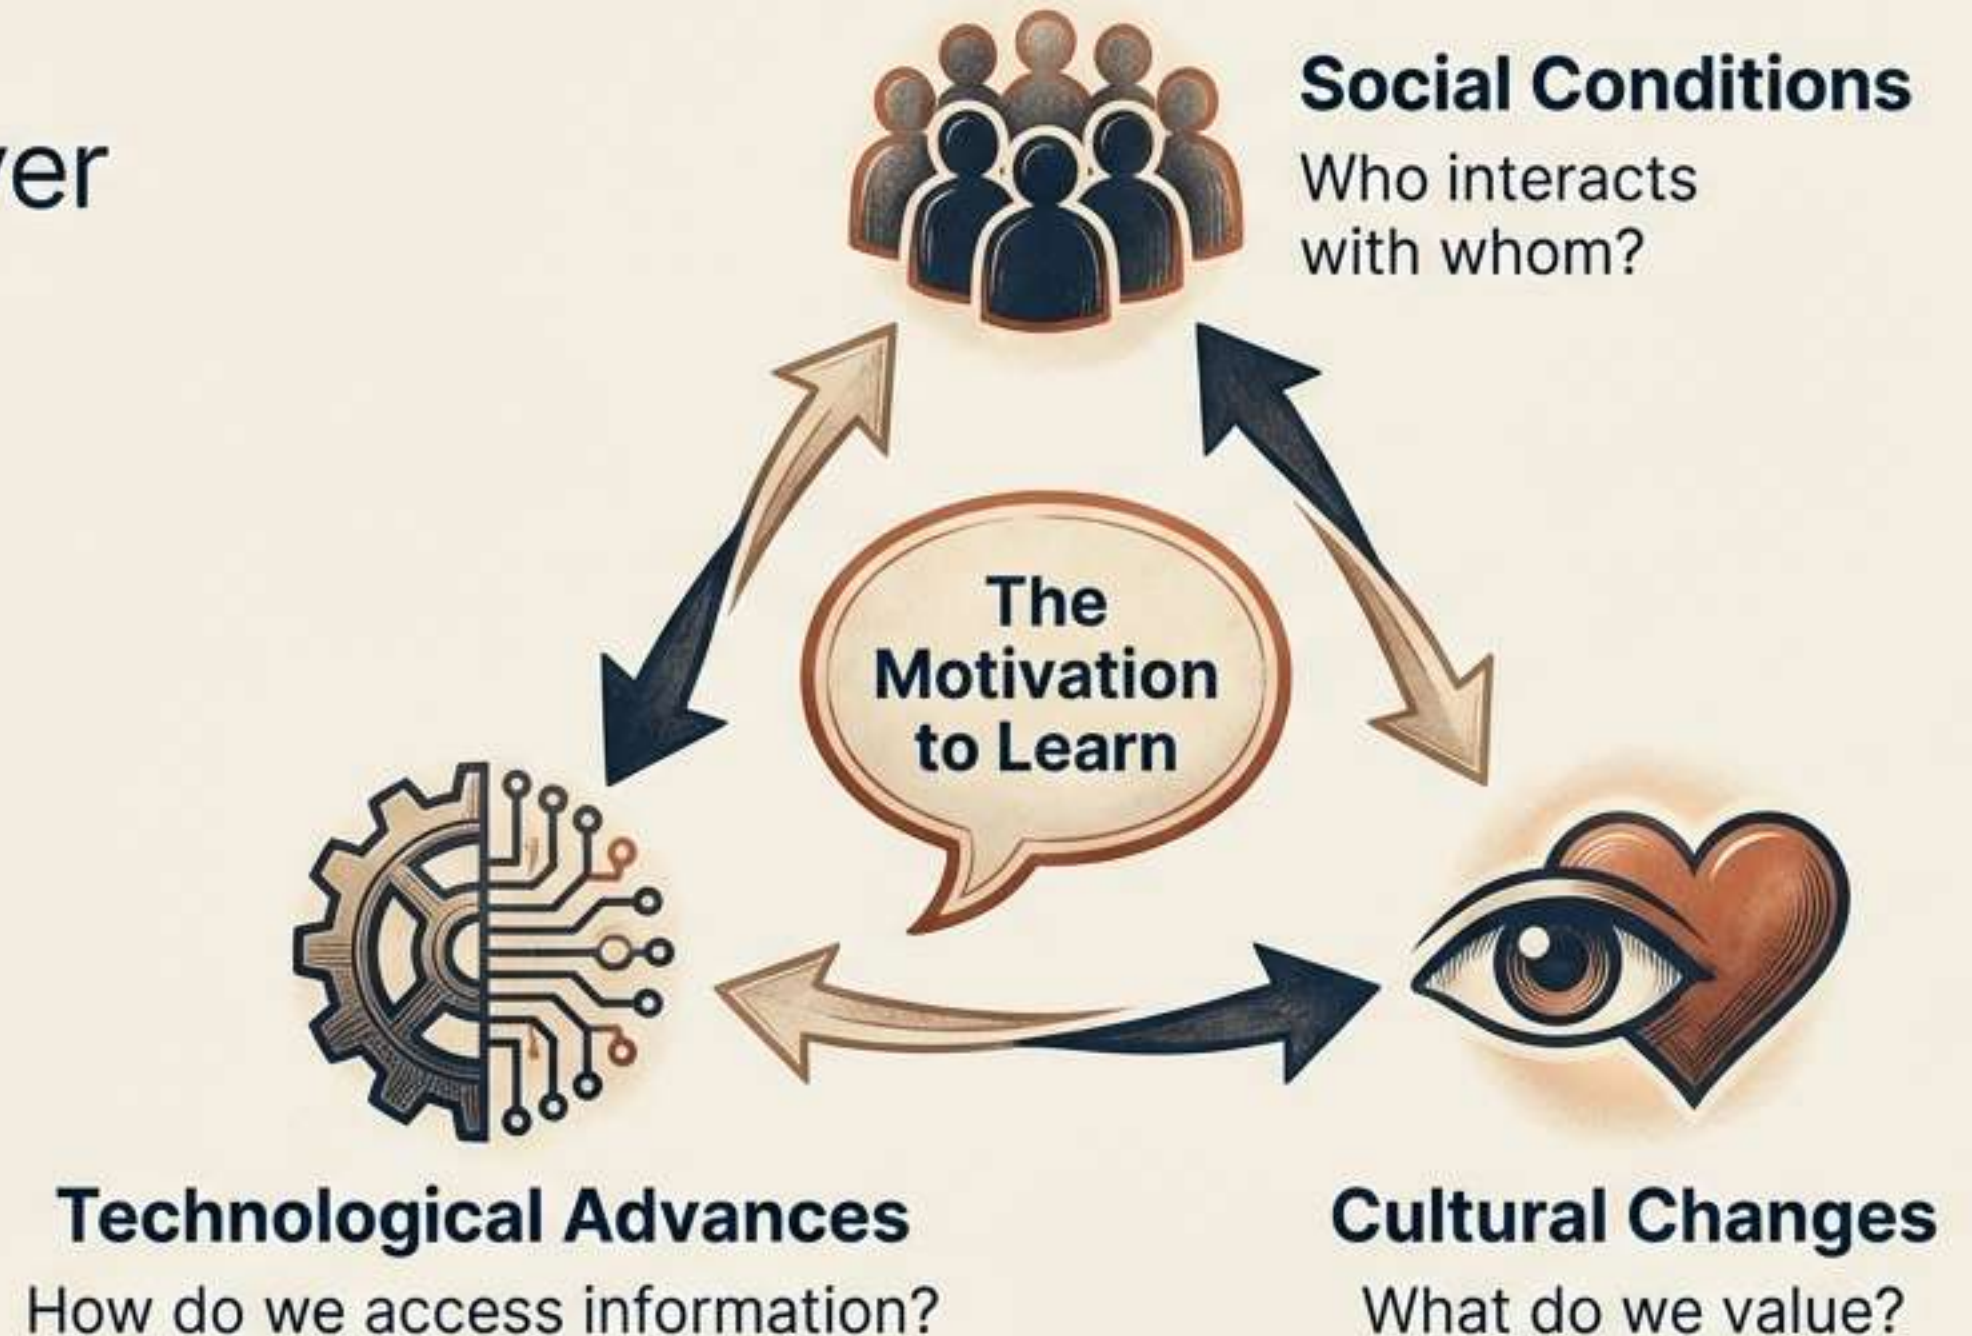 Social Conditions
Who interacts
with whom?
The
Motivation
to Learn
Technological Advances
How do we access information?
Cultural Changes
What do we value?